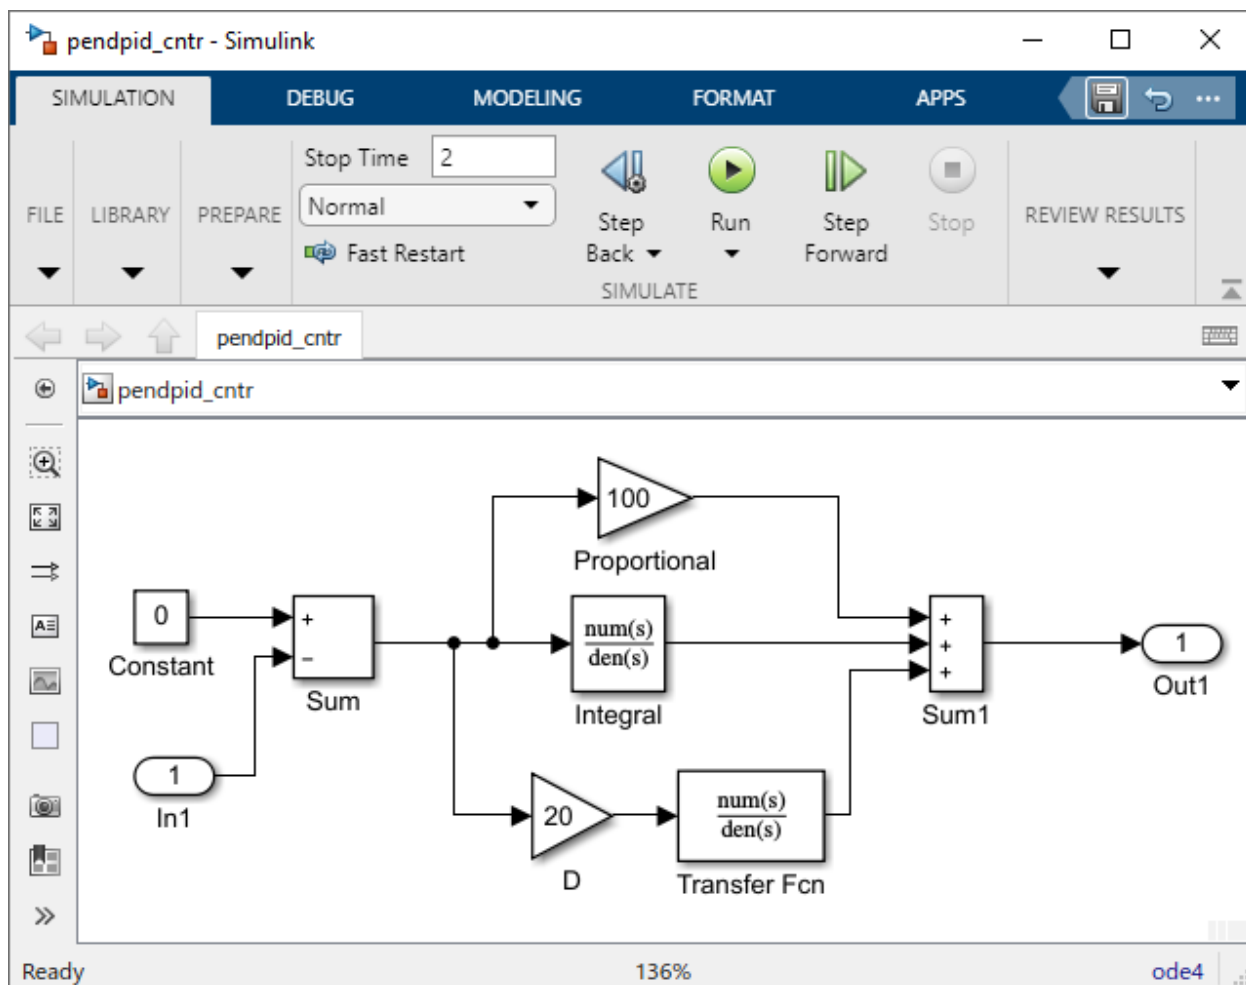 pendpid_cntr - Simulink
SIMULATION DEBUG MODELING FORMAT APPS
Stop Time 2
Normal
Fast Restart
FILE LIBRARY PREPARE
Step Back
Run
Step Forward
Stop
SIMULATE
REVIEW RESULTS
pendpid_cntr
pendpid_cntr
100
Proportional
0
Constant
+
−
Sum
num(s)
den(s)
Integral
+
+
+
Sum1
1
Out1
1
In1
20
D
num(s)
den(s)
Transfer Fcn
Ready 136% ode4